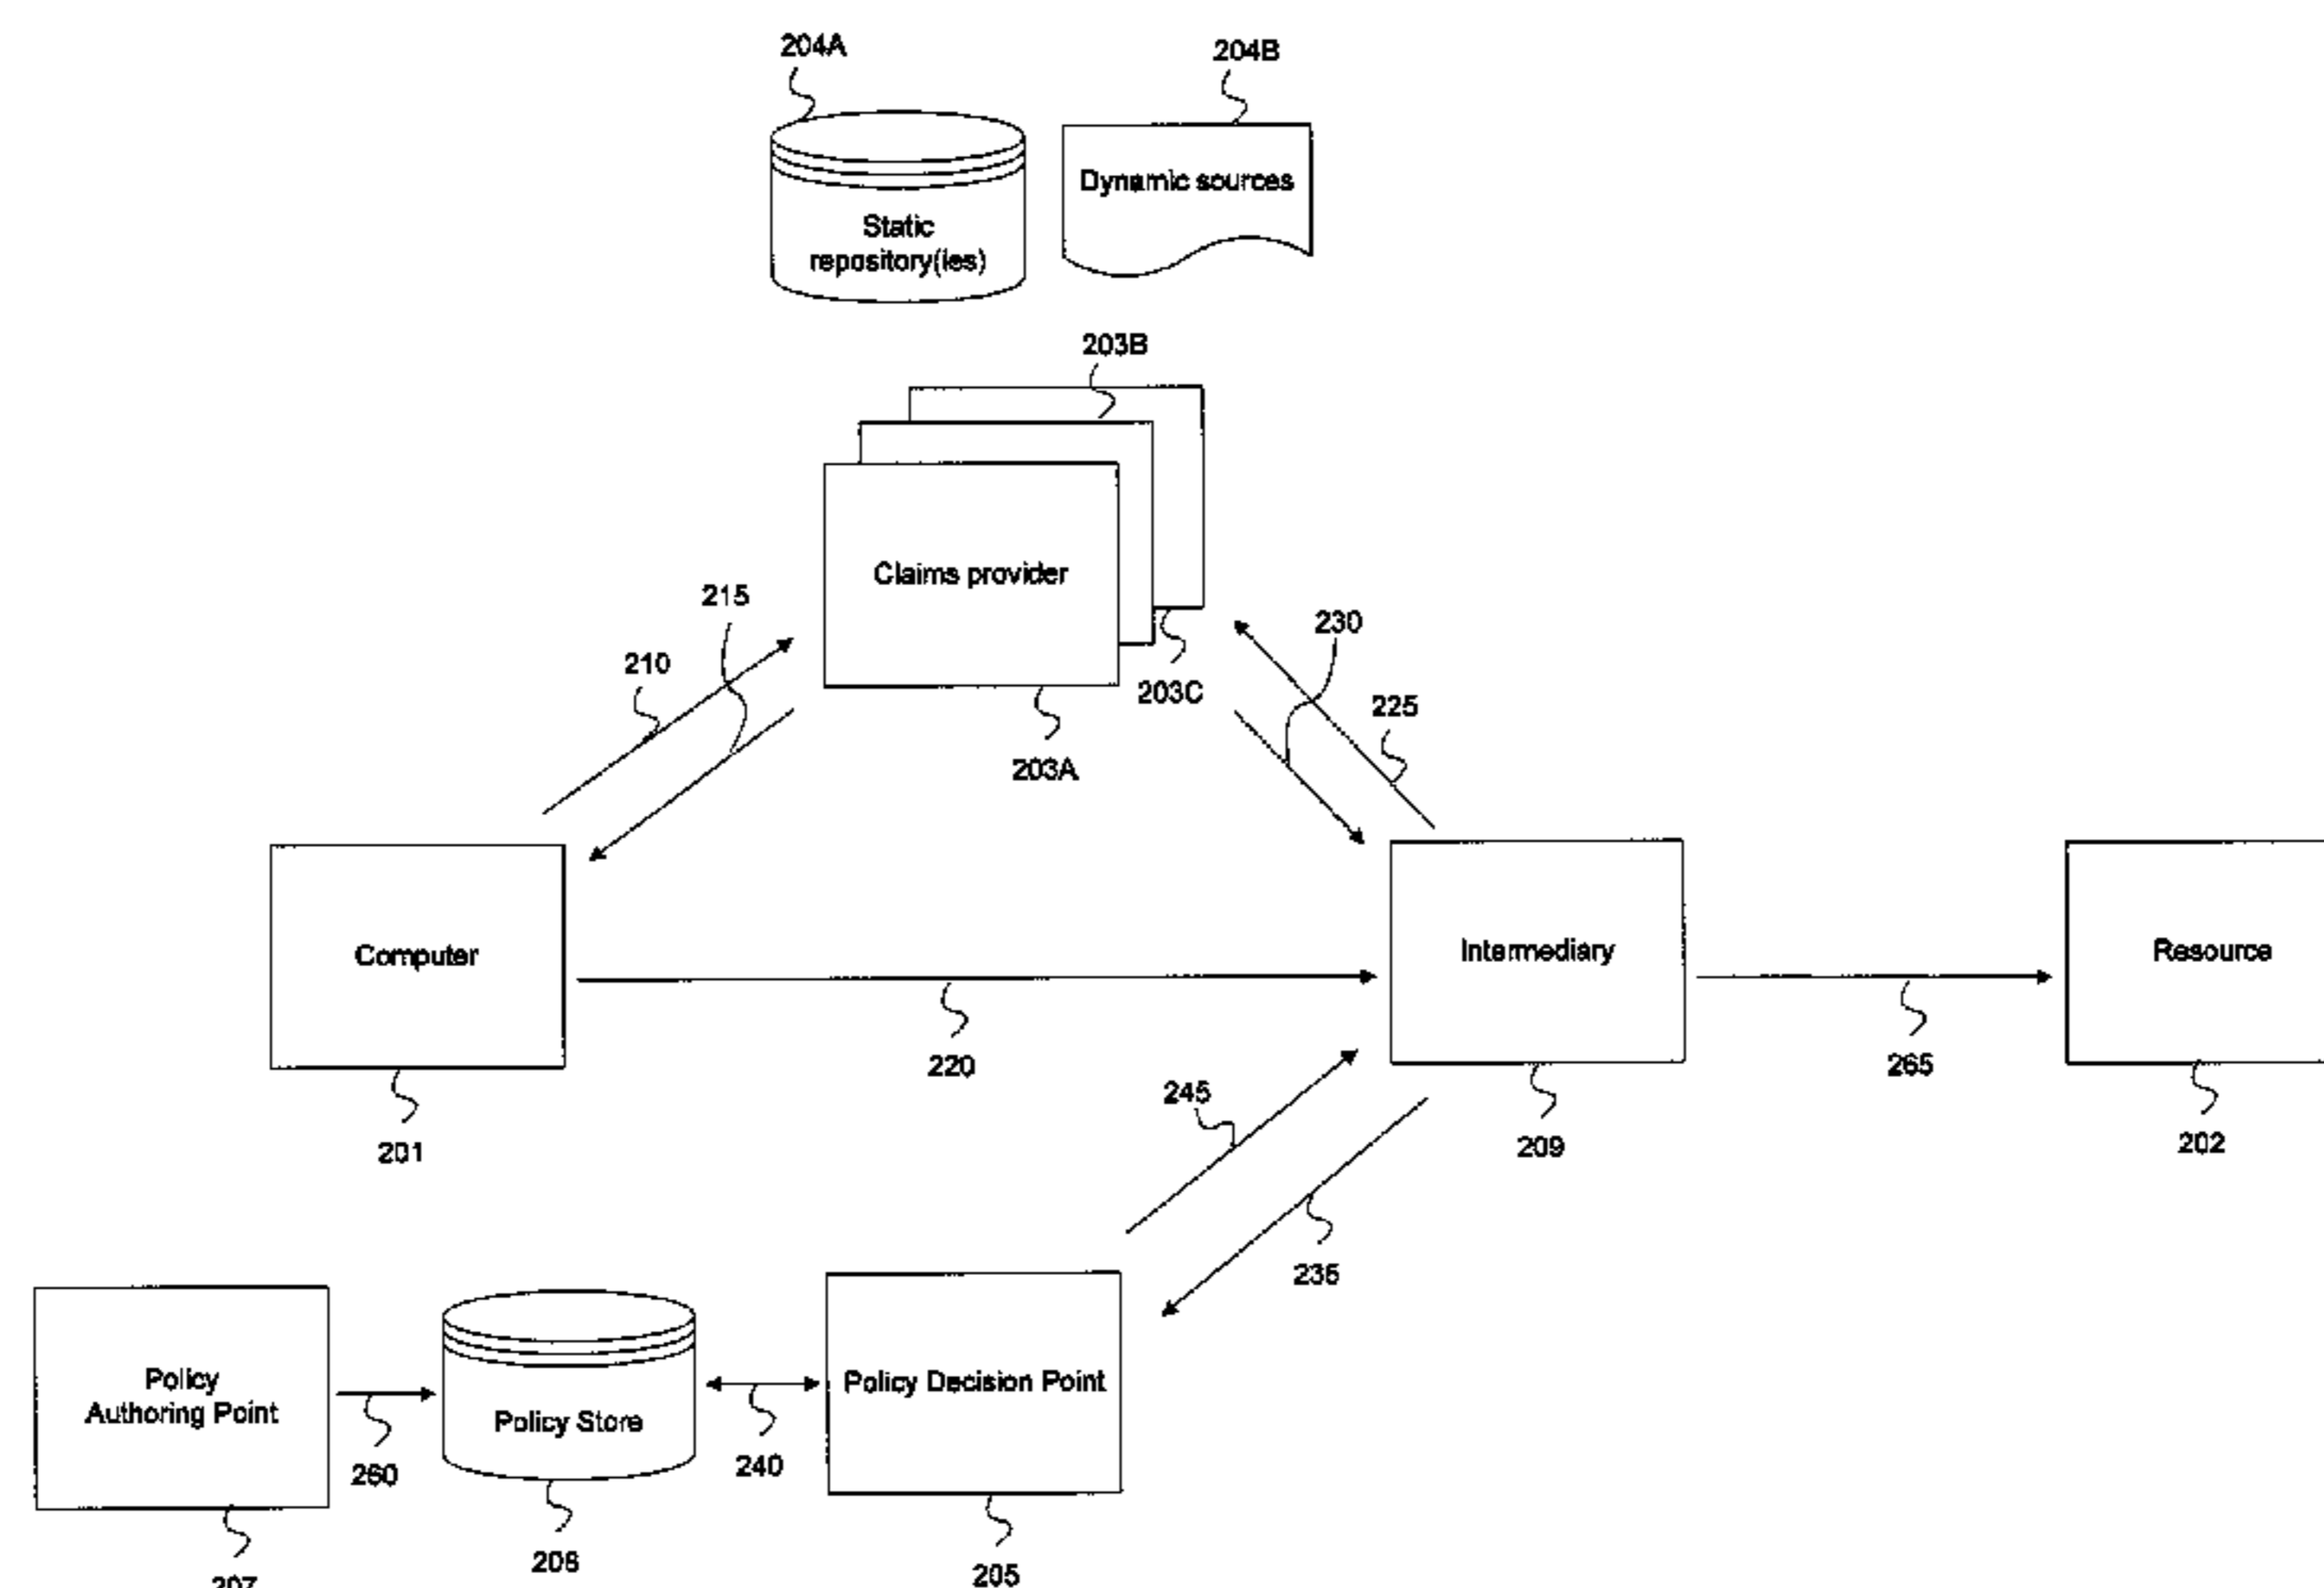 204A
204B
Dynamic sources
Static
repository(ies)
203B
Claims provider
215
230
210
203C
225
203A
Computer
Intermediary
Resource
220
265
245
201
209
202
235
Policy
Authoring Point
Policy Store
Policy Decision Point
260
240
208
205
207